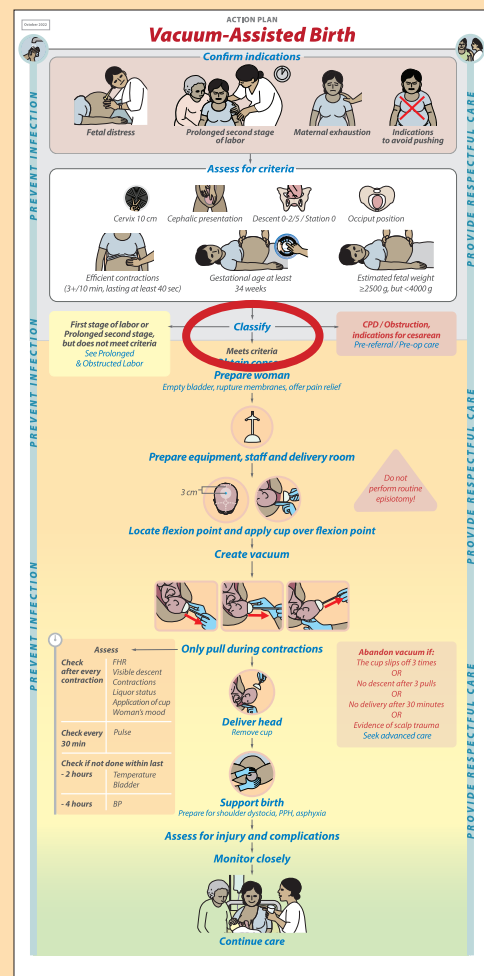 October 2022
ACTION PLAN
Vacuum-Assisted Birth
Confirm indications
Fetal distress
Prolonged second stage
of labor
Maternal exhaustion
Indications
to avoid pushing
Assess for criteria
Cervix 10 cm
Cephalic presentation
Descent 0-2/5 / Station 0
Occiput position
Efficient contractions
(3+/10 min, lasting at least 40 sec)
Gestational age at least
34 weeks
Estimated fetal weight
≥2500 g, but <4000 g
First stage of labor or
Prolonged second stage,
but does not meet criteria
See Prolonged
& Obstructed Labor
Classify
CPD / Obstruction,
indications for cesarean
Pre-referral / Pre-op care
Meets criteria
Obtain
Prepare woman
Empty bladder, rupture membranes, offer pain relief
Prepare equipment, staff and delivery room
3 cm
Do not
perform routine
episiotomy!
Locate flexion point and apply cup over flexion point
Create vacuum
Only pull during contractions
Assess
Check
after every
contraction
FHR
Visible descent
Contractions
Liquor status
Application of cup
Woman's mood
Check every
30 min
Pulse
Check if not done within last
- 2 hours
Temperature
Bladder
- 4 hours
BP
Abandon vacuum if:
The cup slips off 3 times
OR
No descent after 3 pulls
OR
No delivery after 30 minutes
OR
Evidence of scalp trauma
Seek advanced care
Deliver head
Remove cup
Support birth
Prepare for shoulder dystocia, PPH, asphyxia
Assess for injury and complications
Monitor closely
Continue care
PREVENT INFECTION
PREVENT INFECTION
PREVENT INFECTION
PROVIDE RESPECTFUL CARE
PROVIDE RESPECTFUL CARE
PROVIDE RESPECTFUL CARE